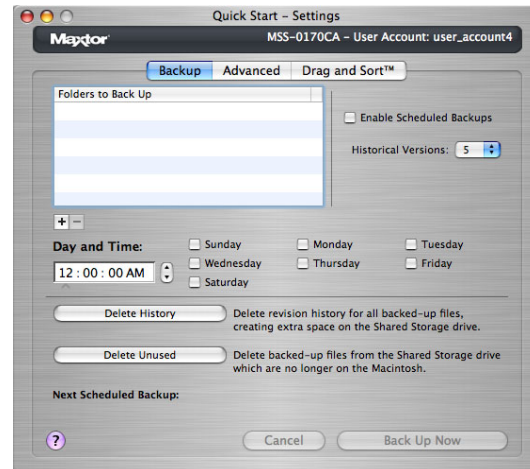 Quick Start – Settings
Maxtor
MSS-0170CA – User Account: user_account4
Backup
Advanced
Drag and Sort™
Folders to Back Up
Enable Scheduled Backups
Historical Versions: 5
+ −
Day and Time:
12 : 00 : 00 AM
Sunday
Monday
Tuesday
Wednesday
Thursday
Friday
Saturday
Delete History
Delete revision history for all backed-up files,
creating extra space on the Shared Storage drive.
Delete Unused
Delete backed-up files from the Shared Storage drive
which are no longer on the Macintosh.
Next Scheduled Backup:
?
Cancel
Back Up Now